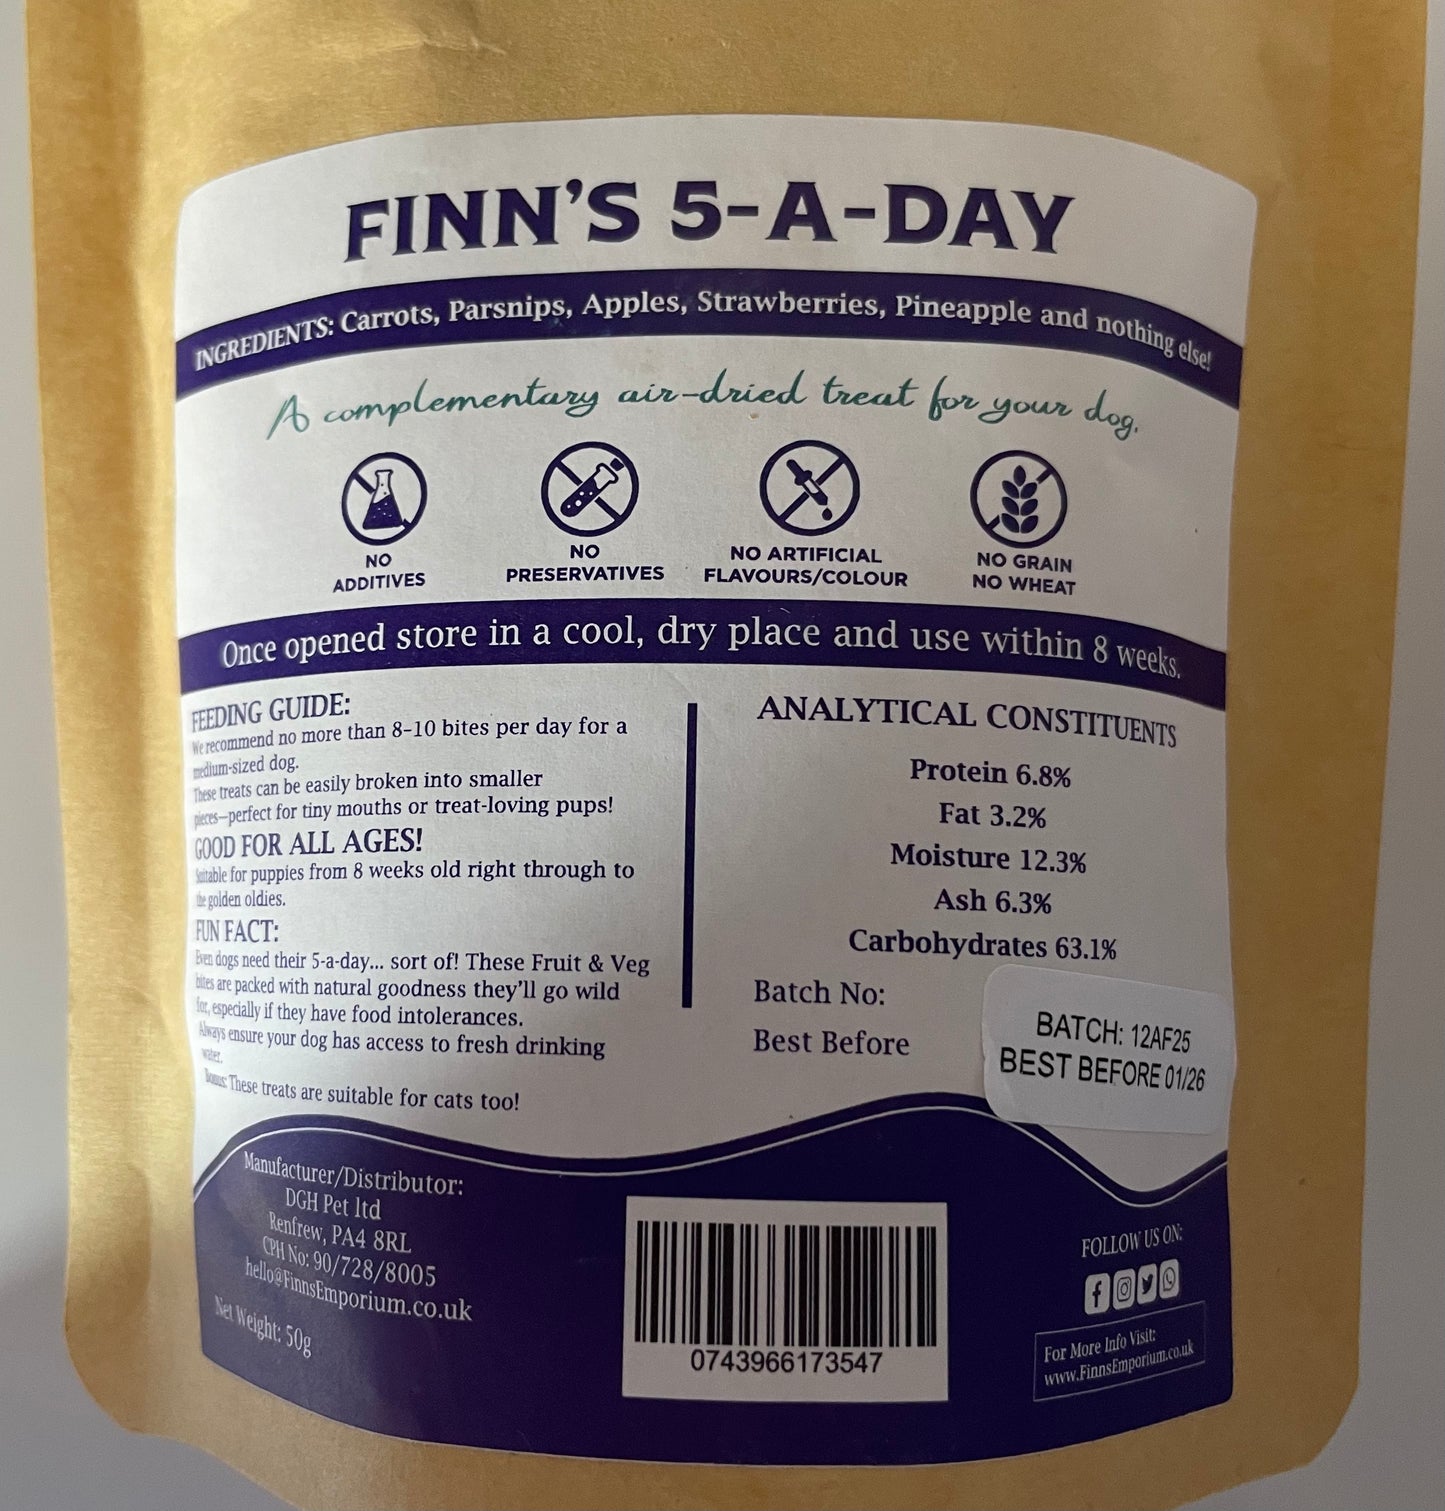 FINN'S 5-A-DAY
INGREDIENTS: Carrots, Parsnips, Apples, Strawberries, Pineapple and nothing else!
A complementary air-dried treat for your dog.
NO
ADDITIVES
NO
PRESERVATIVES
NO ARTIFICIAL
FLAVOURS/COLOUR
NO GRAIN
NO WHEAT
Once opened store in a cool, dry place and use within 8 weeks.
FEEDING GUIDE:
We recommend no more than 8-10 bites per day for a
medium-sized dog.
These treats can be easily broken into smaller
pieces—perfect for tiny mouths or treat-loving pups!
GOOD FOR ALL AGES!
Suitable for puppies from 8 weeks old right through to
the golden oldies.
FUN FACT:
Even dogs need their 5-a-day... sort of! These Fruit & Veg
bites are packed with natural goodness they'll go wild
for, especially if they have food intolerances.
Always ensure your dog has access to fresh drinking
water.
Bonus: These treats are suitable for cats too!
ANALYTICAL CONSTITUENTS
Protein 6.8%
Fat 3.2%
Moisture 12.3%
Ash 6.3%
Carbohydrates 63.1%
Batch No:
Best Before
BATCH: 12AF25
BEST BEFORE 01/26
Manufacturer/Distributor:
DGH Pet ltd
Renfrew, PA4 8RL
CPH No: 90/728/8005
hello@FinnsEmporium.co.uk
Net Weight: 50g
0743966173547
FOLLOW US ON:
For More Info Visit:
www.FinnsEmporium.co.uk